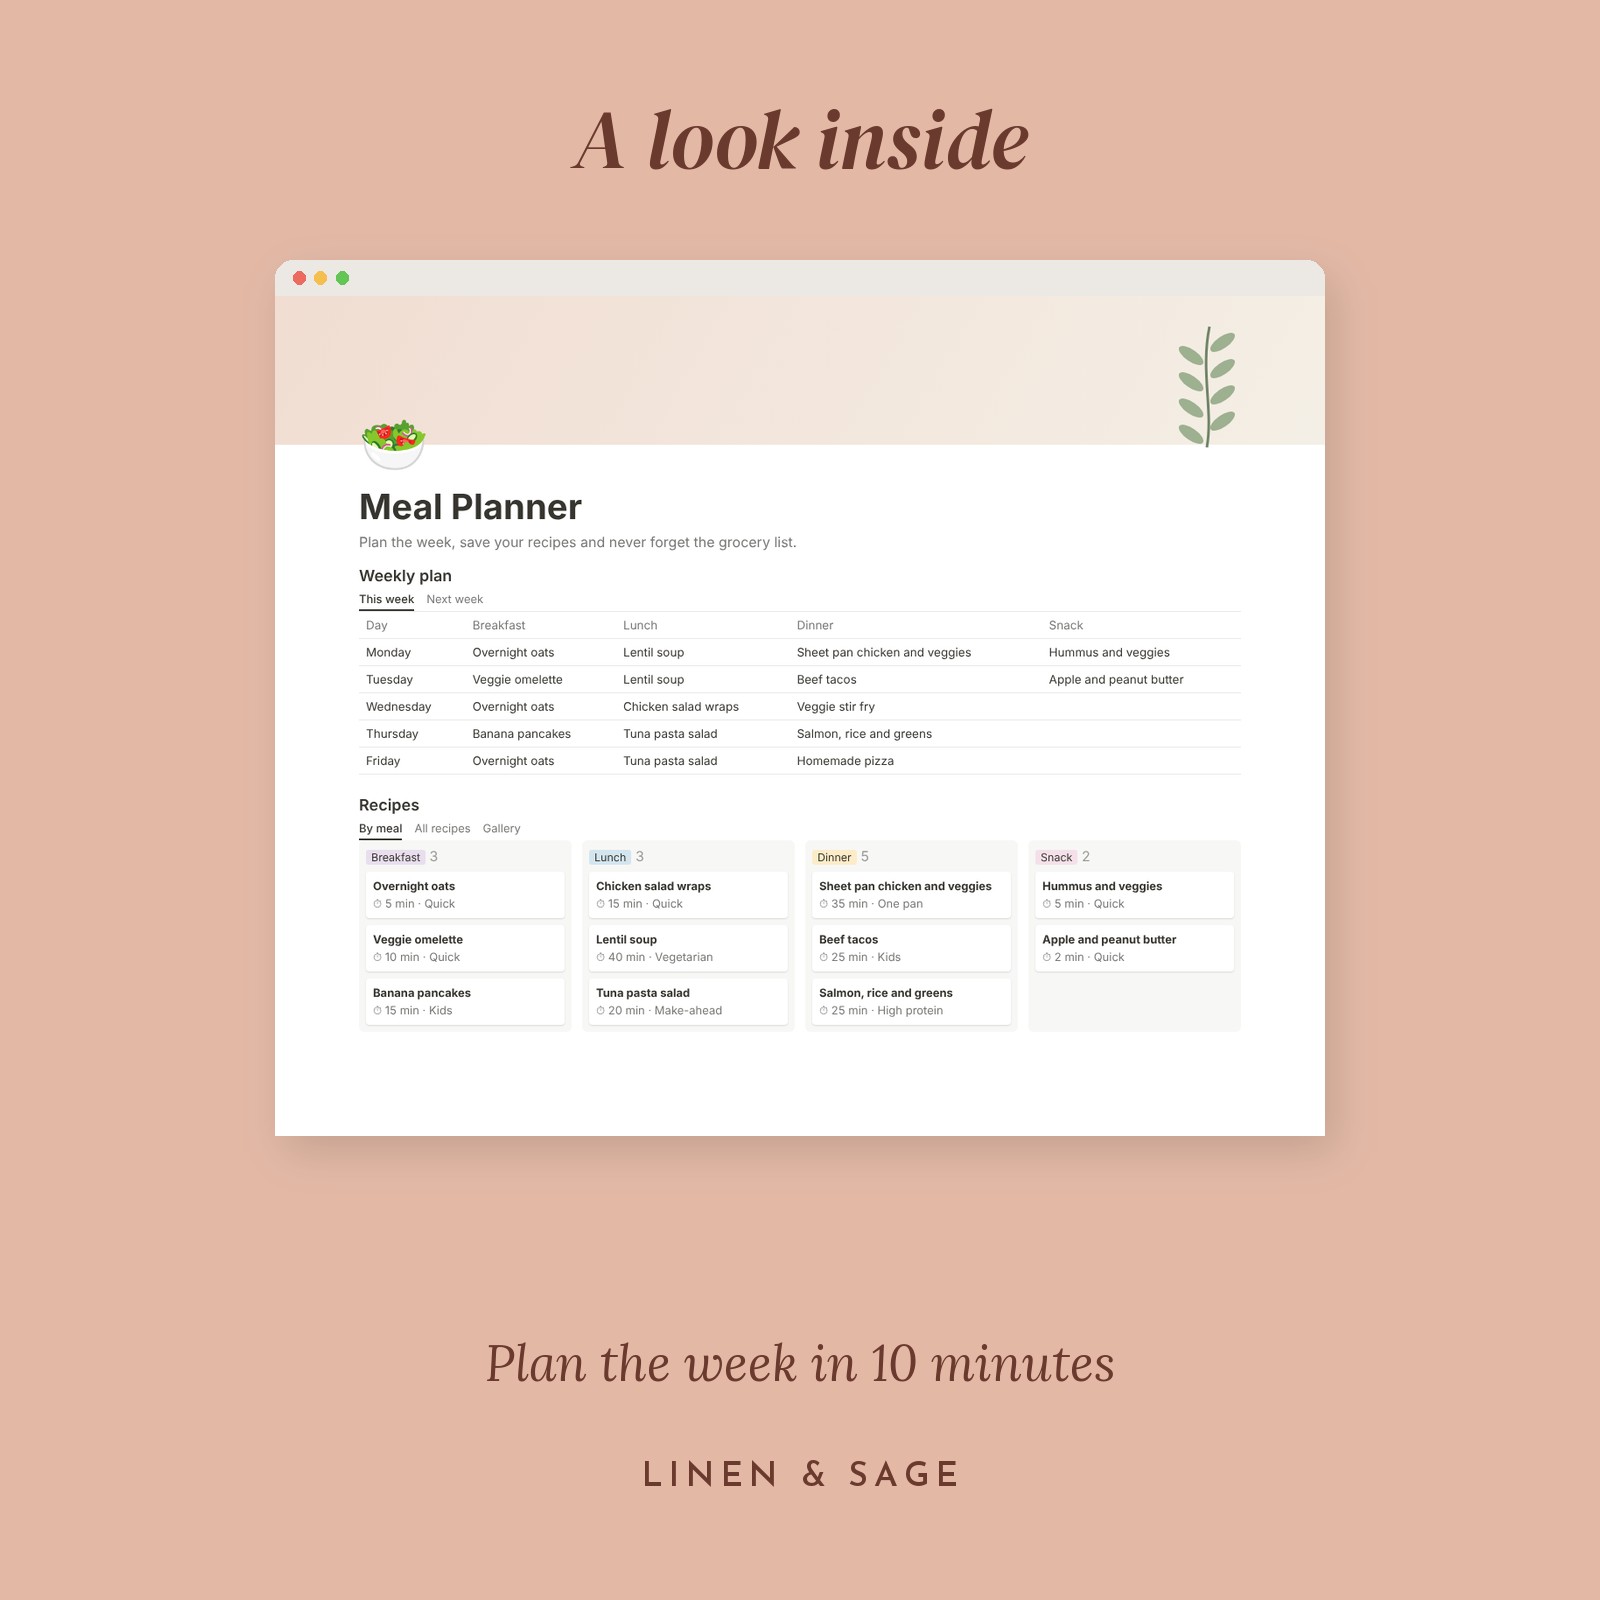 A look inside
Meal Planner
Plan the week, save your recipes and never forget the grocery list.
Weekly plan
This week Next week
Day Breakfast Lunch Dinner Snack
Monday Overnight oats Lentil soup Sheet pan chicken and veggies Hummus and veggies
Tuesday Veggie omelette Lentil soup Beef tacos Apple and peanut butter
Wednesday Overnight oats Chicken salad wraps Veggie stir fry
Thursday Banana pancakes Tuna pasta salad Salmon, rice and greens
Friday Overnight oats Tuna pasta salad Homemade pizza
Recipes
By meal All recipes Gallery
Breakfast 3
Overnight oats
⏱ 5 min · Quick
Veggie omelette
⏱ 10 min · Quick
Banana pancakes
⏱ 15 min · Kids
Lunch 3
Chicken salad wraps
⏱ 15 min · Quick
Lentil soup
⏱ 40 min · Vegetarian
Tuna pasta salad
⏱ 20 min · Make-ahead
Dinner 5
Sheet pan chicken and veggies
⏱ 35 min · One pan
Beef tacos
⏱ 25 min · Kids
Salmon, rice and greens
⏱ 25 min · High protein
Snack 2
Hummus and veggies
⏱ 5 min · Quick
Apple and peanut butter
⏱ 2 min · Quick
Plan the week in 10 minutes
LINEN & SAGE